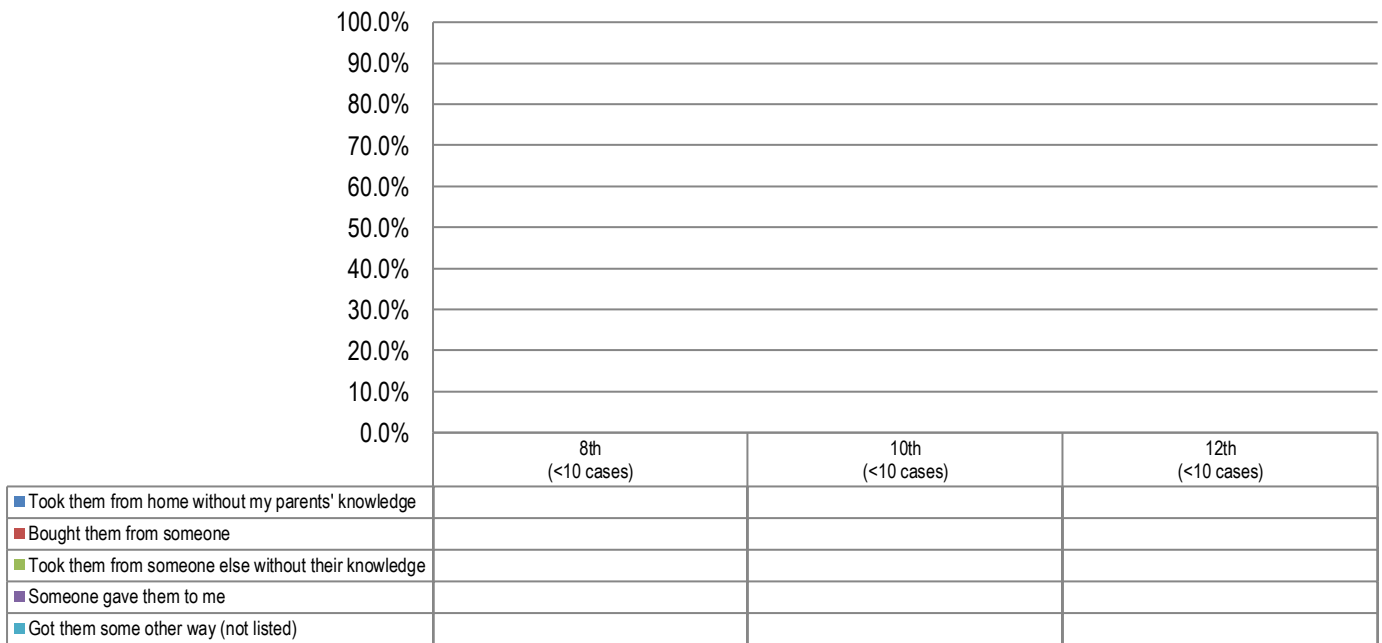 100.0%
90.0%
80.0%
70.0%
60.0%
50.0%
40.0%
30.0%
20.0%
10.0%
0.0%
8th
(<10 cases)
10th
(<10 cases)
12th
(<10 cases)
Took them from home without my parents' knowledge
Bought them from someone
Took them from someone else without their knowledge
Someone gave them to me
Got them some other way (not listed)